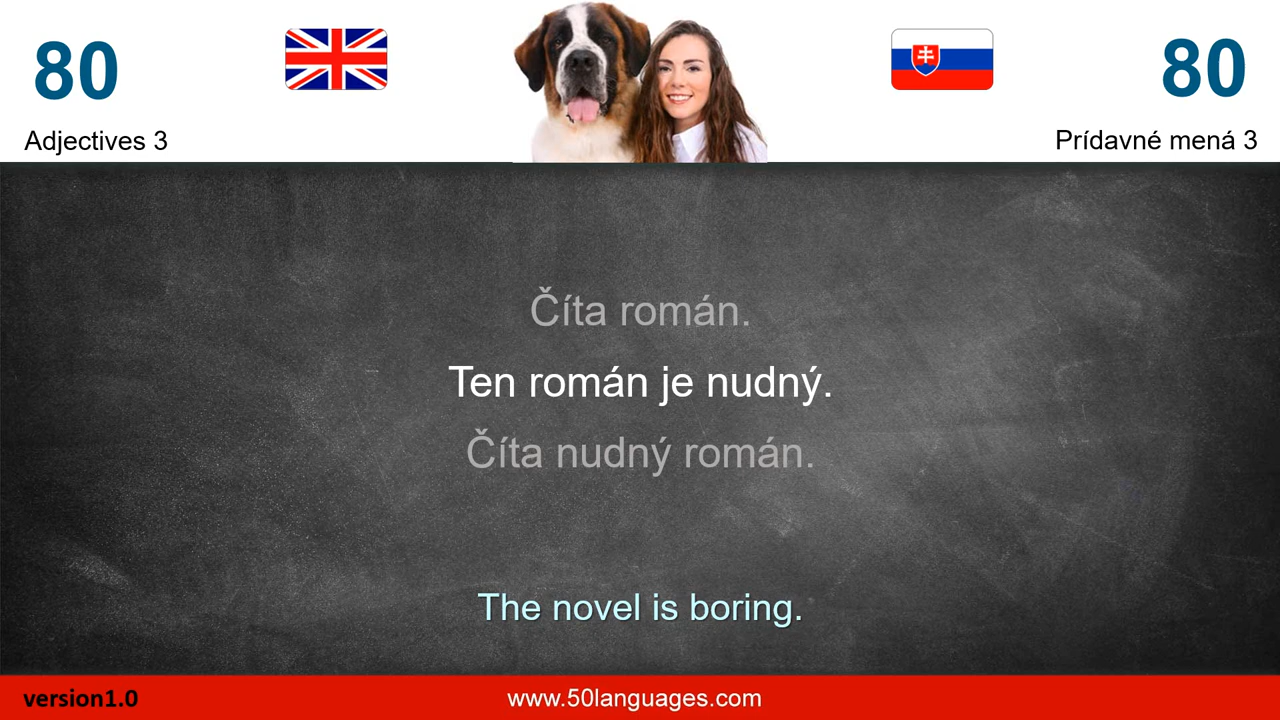 80
80
Adjectives 3
Prídavné mená 3
Číta román.
Ten román je nudný.
Číta nudný román.
The novel is boring.
version1.0
www.50languages.com